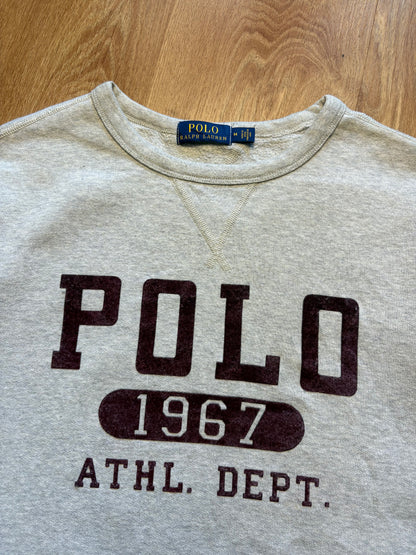 POLO
RALPH LAUREN
M
POLO
1967
ATHL. DEPT.